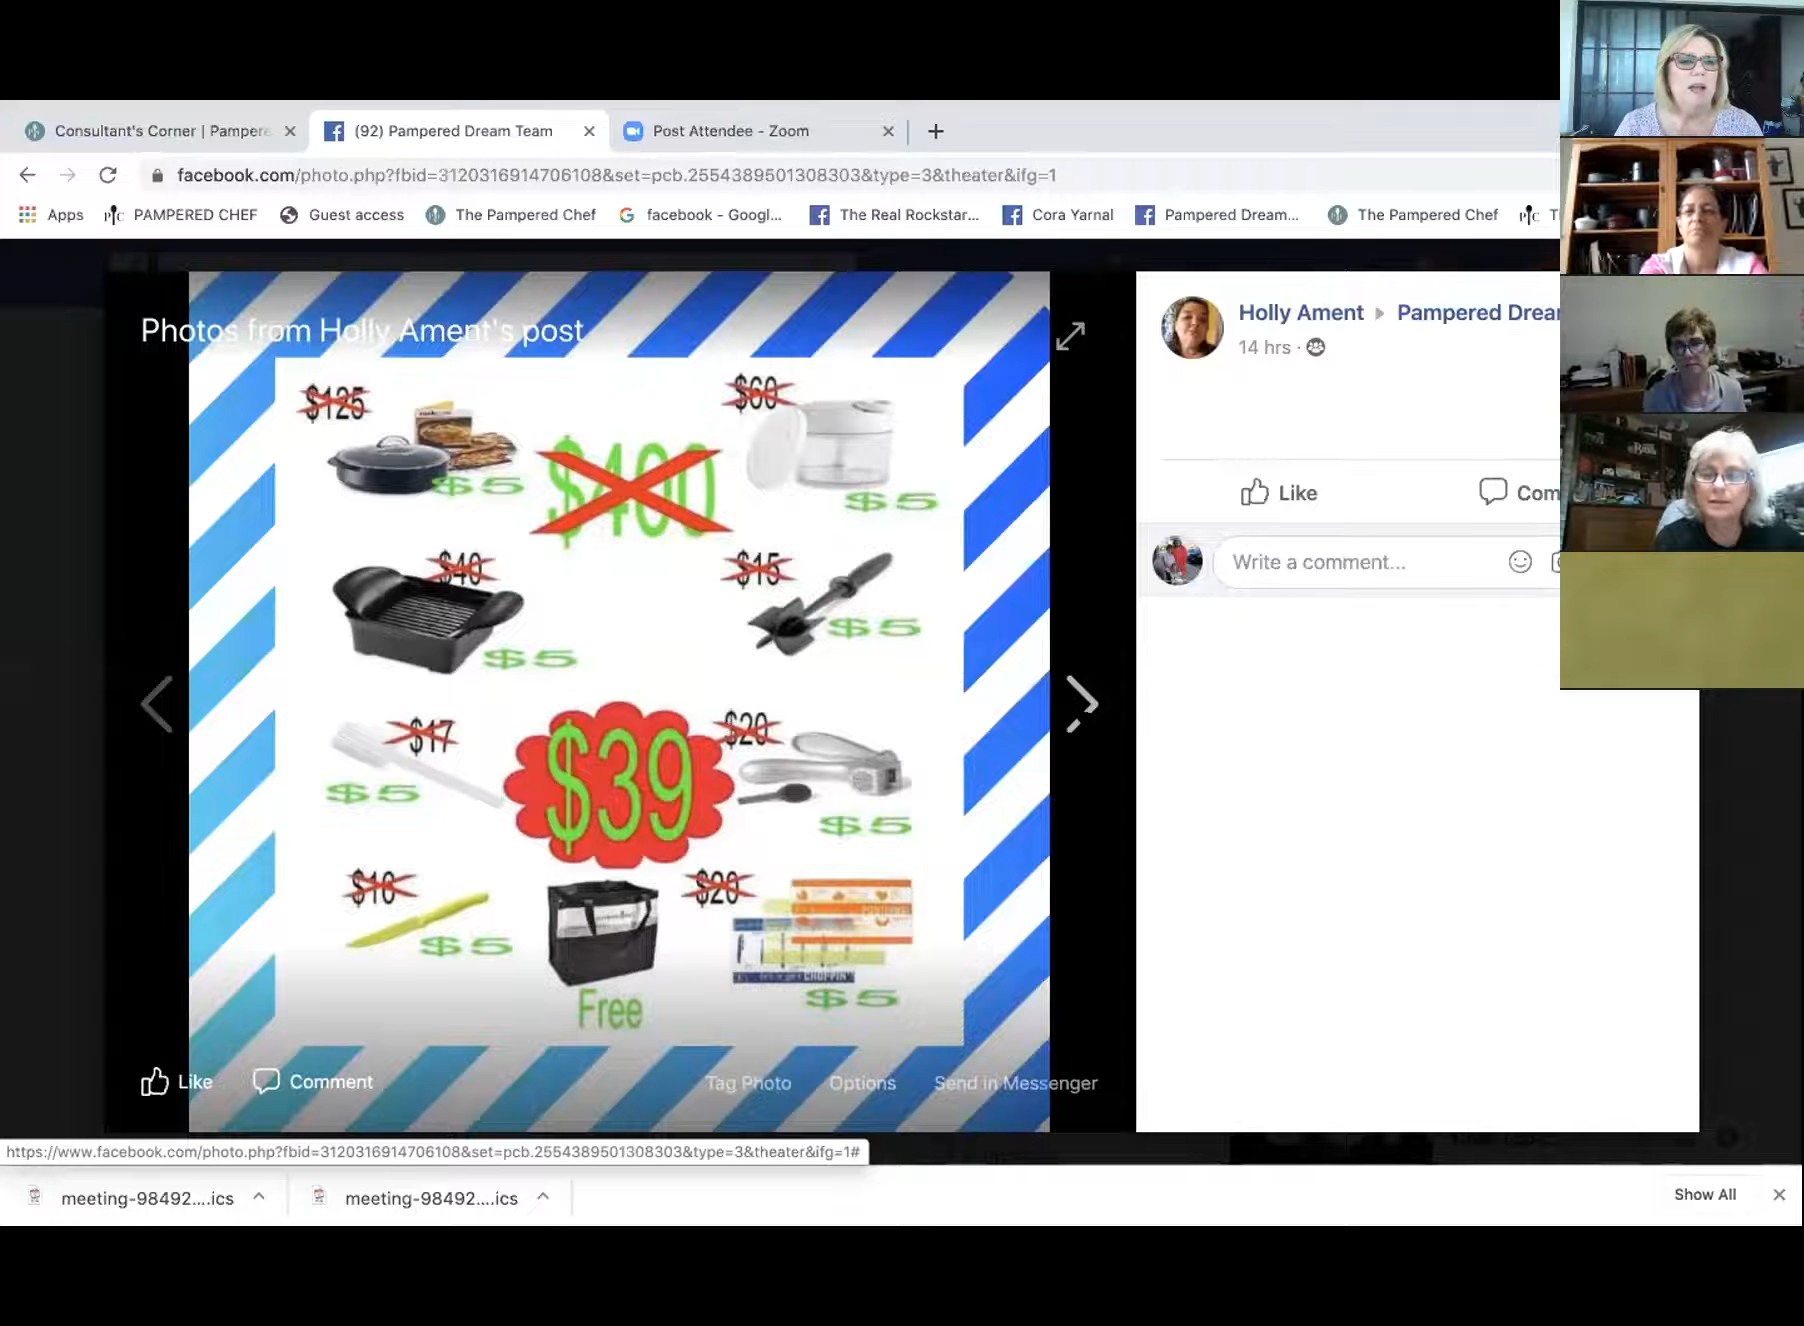 Consultant's Corner | Pampere
(92) Pampered Dream Team
Post Attendee - Zoom
facebook.com/photo.php?fbid=3120316914706108&set=pcb.2554389501308303&type=3&theater&ifg=1
Apps
PAMPERED CHEF
Guest access
The Pampered Chef
facebook - Googl...
The Real Rockstar...
Cora Yarnal
Pampered Dream...
The Pampered Chef
Photos from Holly Ament's post
$125
$60
$400
$5
$5
$40
$15
$5
$5
$17
$20
$39
$5
$5
$10
$20
$5
CHOPPIN'
$5
Free
Like
Comment
Tag Photo
Options
Send in Messenger
Holly Ament
Pampered Drea
14 hrs
Like
Com
Write a comment...
https://www.facebook.com/photo.php?fbid=3120316914706108&set=pcb.2554389501308303&type=3&theater&ifg=1#
meeting-98492....ics
meeting-98492....ics
Show All